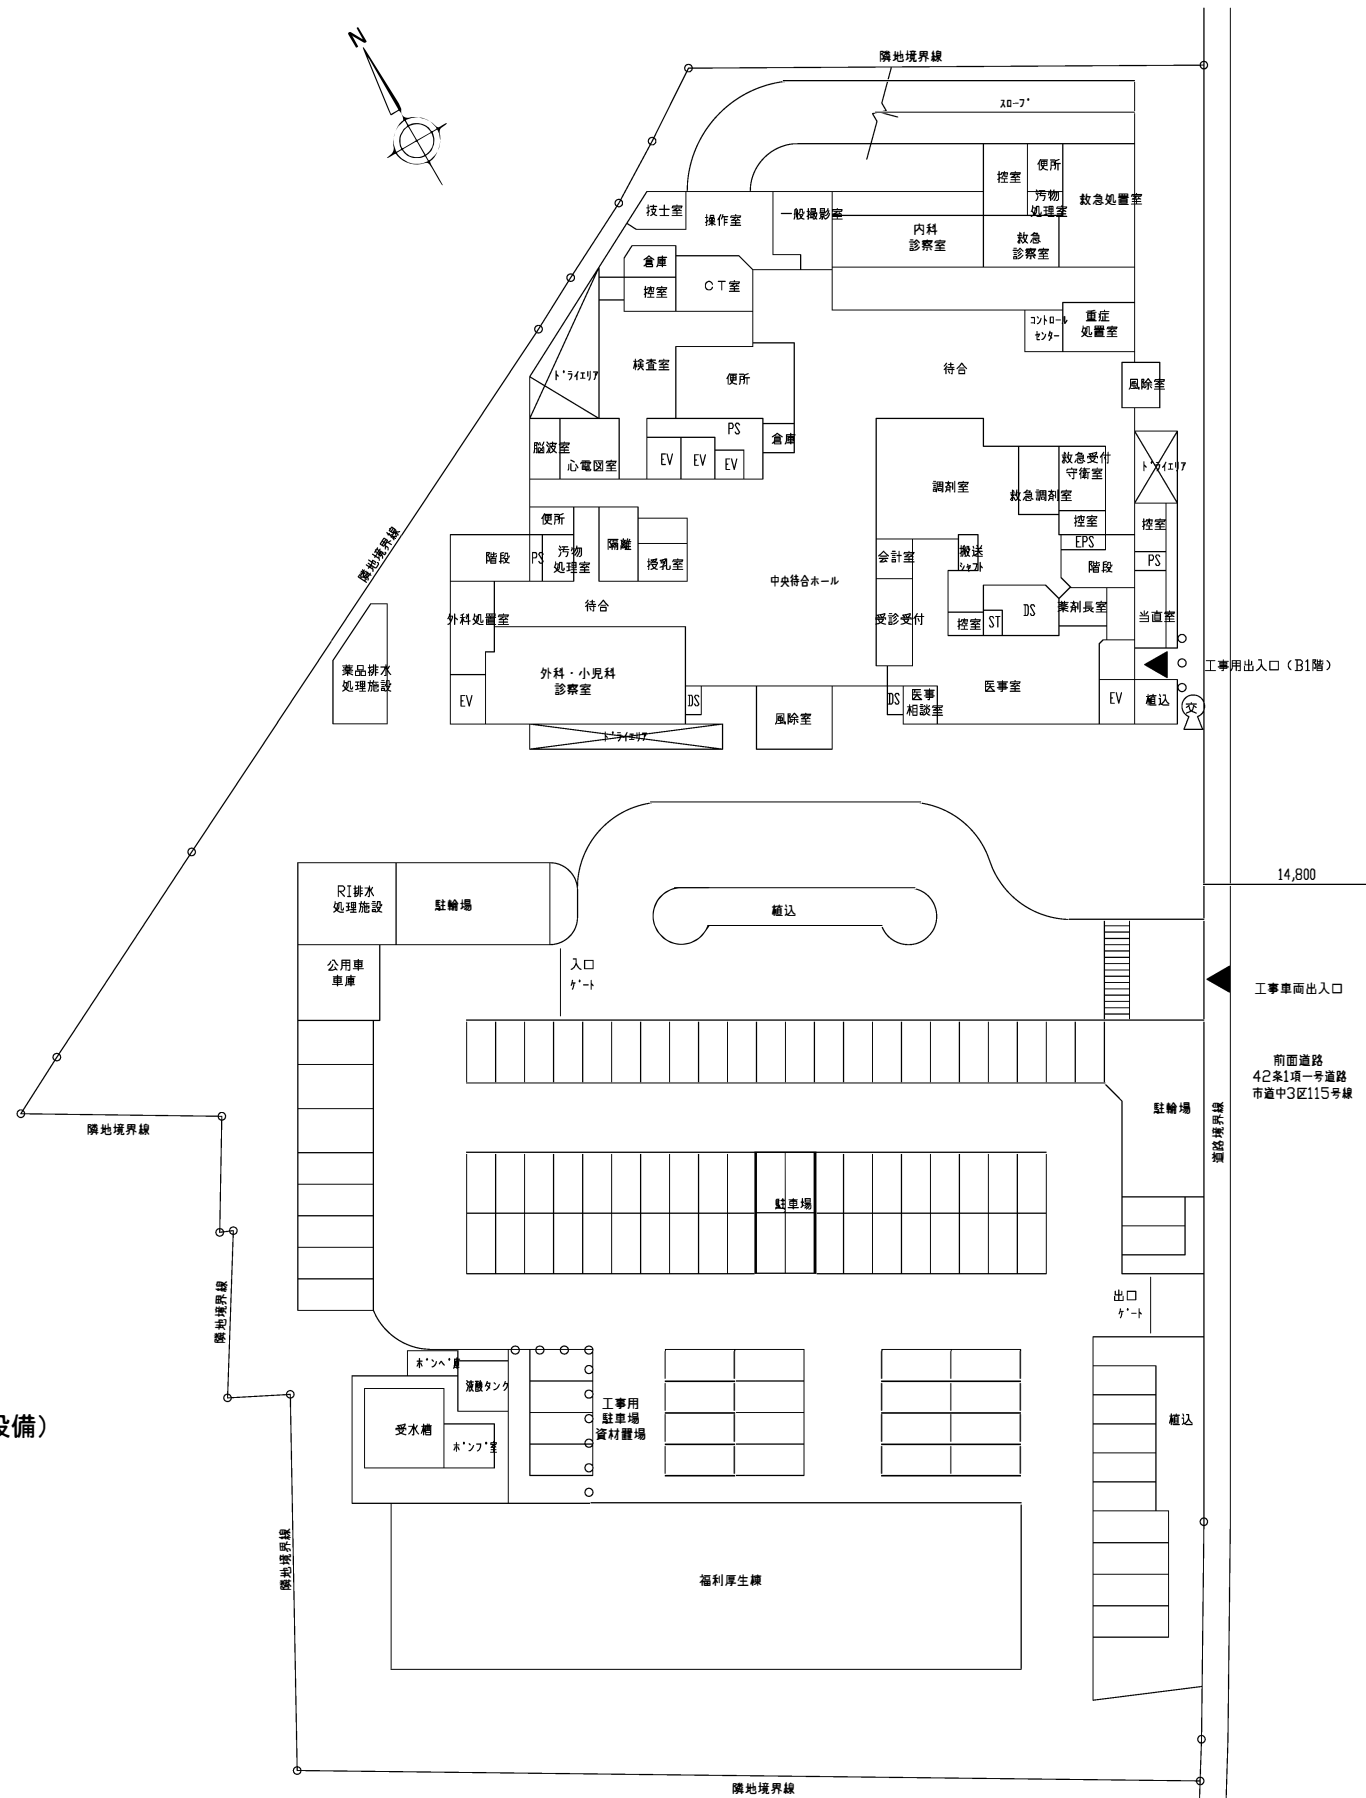 N
隣地境界線
スロープ
控室
便所
汚物
処理室
救急処置室
技士室
操作室
一般撮影室
内科
診察室
救急
診察室
倉庫
控室
CT室
コントロール
センター
重症
処置室
ドライエリア
検査室
便所
待合
風除室
脳波室
心電図室
PS
EV
EV
EV
倉庫
調剤室
救急調剤室
救急受付
守衛室
控室
ドライエリア
便所
階段
PS
汚物
処理室
隔離
授乳室
中央待合ホール
会計室
搬送
シャフト
EPS
階段
控室
PS
隣地境界線
外科処置室
待合
受診受付
控室
ST
DS
薬剤長室
当直室
薬品排水
処理施設
外科・小児科
診察室
EV
DS
風除室
DS
医事
相談室
医事室
EV
植込
交
工事用出入口(B1階)
ドライエリア
14,800
RI排水
処理施設
駐輪場
植込
公用車
車庫
入口
ゲート
工事車両出入口
前面道路
42条1項一号道路
市道中3区115号線
駐輪場
道路境界線
隣地境界線
駐車場
隣地境界線
出口
ゲート
ボンベ庫
液酸タンク
受水槽
ポンプ室
工事用
駐車場
資材置場
植込
設備)
隣地境界線
福利厚生棟
隣地境界線